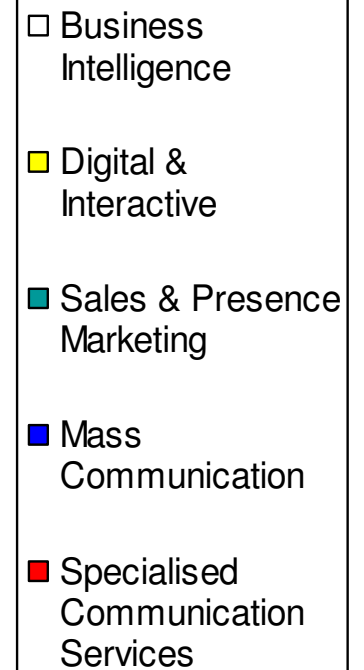 Business
Intelligence
Digital &
Interactive
Sales & Presence
Marketing
Mass
Communication
Specialised
Communication
Services